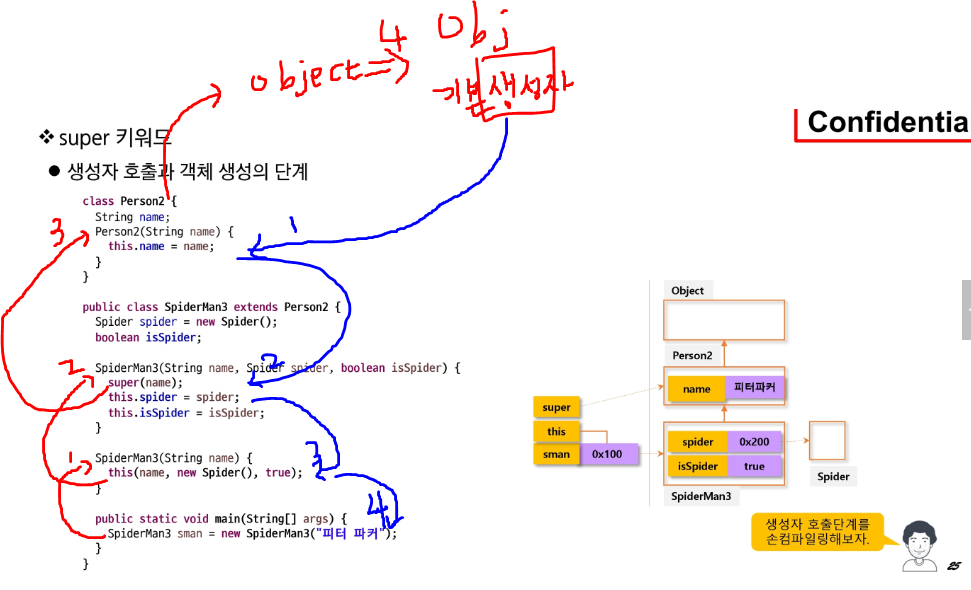 4 Obj
object => 기본생성자
Confidentia
❖ super 키워드
● 생성자 호출과 객체 생성의 단계
class Person2 {
String name;
Person2(String name) {
this.name = name;
}
}
public class SpiderMan3 extends Person2 {
Spider spider = new Spider();
boolean isSpider;
SpiderMan3(String name, Spider spider, boolean isSpider) {
super(name);
this.spider = spider;
this.isSpider = isSpider;
}
SpiderMan3(String name) {
this(name, new Spider(), true);
}
public static void main(String[] args) {
SpiderMan3 sman = new SpiderMan3("피터 파커");
}
}
3
1
2
2
1
3
4
Object
Person2
name 피터파커
super
this
sman 0x100
spider 0x200
isSpider true
SpiderMan3
Spider
생성자 호출단계를
손컴파일링해보자.
25